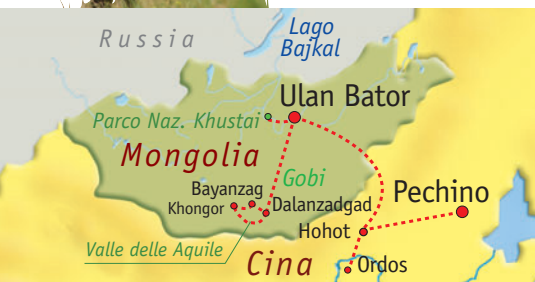 Russia
Lago
Bajkal
Ulan Bator
Parco Naz. Khustai
Mongolia
Gobi
Bayanzag
Khongor
Dalanzadgad
Pechino
Hohot
Valle delle Aquile
Cina
Ordos